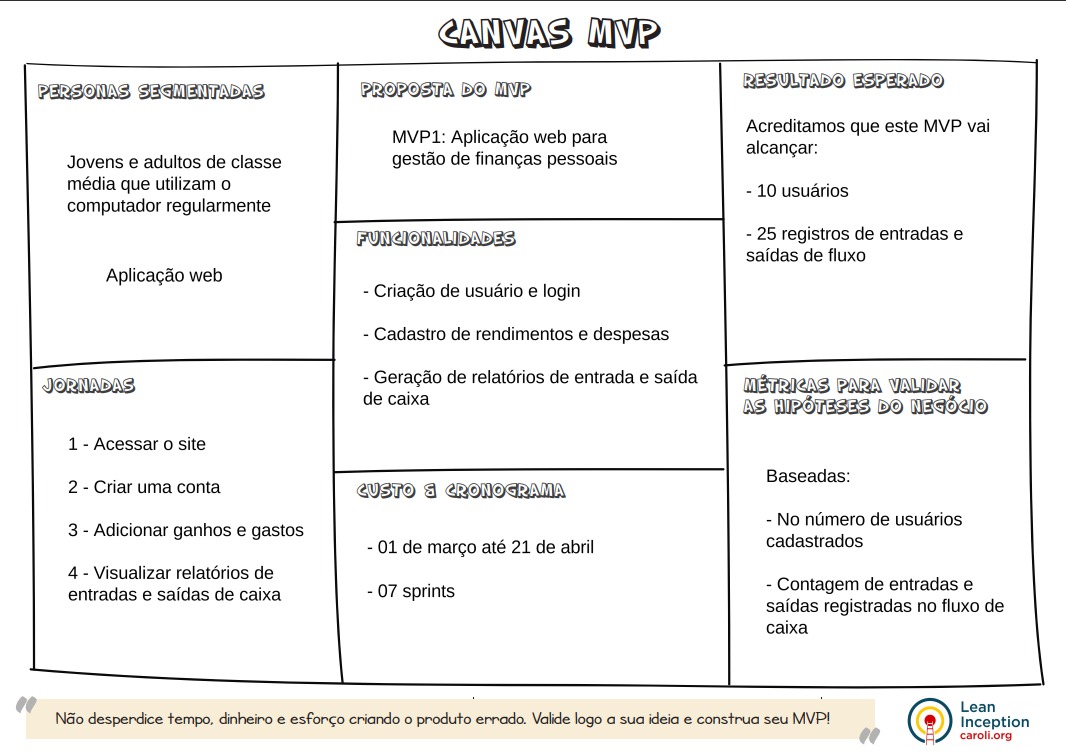 CANVAS MVP
PERSONAS SEGMENTADAS
Jovens e adultos de classe
média que utilizam o
computador regularmente
Aplicação web
PROPOSTA DO MVP
MVP1: Aplicação web para
gestão de finanças pessoais
RESULTADO ESPERADO
Acreditamos que este MVP vai
alcançar:
- 10 usuários
- 25 registros de entradas e
saídas de fluxo
FUNCIONALIDADES
- Criação de usuário e login
- Cadastro de rendimentos e despesas
- Geração de relatórios de entrada e saída
de caixa
JORNADAS
1 - Acessar o site
2 - Criar uma conta
3 - Adicionar ganhos e gastos
4 - Visualizar relatórios de
entradas e saídas de caixa
CUSTO & CRONOGRAMA
- 01 de março até 21 de abril
- 07 sprints
MÉTRICAS PARA VALIDAR
AS HIPÓTESES DO NEGÓCIO
Baseadas:
- No número de usuários
cadastrados
- Contagem de entradas e
saídas registradas no fluxo de
caixa
Não desperdice tempo, dinheiro e esforço criando o produto errado. Valide logo a sua ideia e construa seu MVP!
Lean
Inception
caroli.org